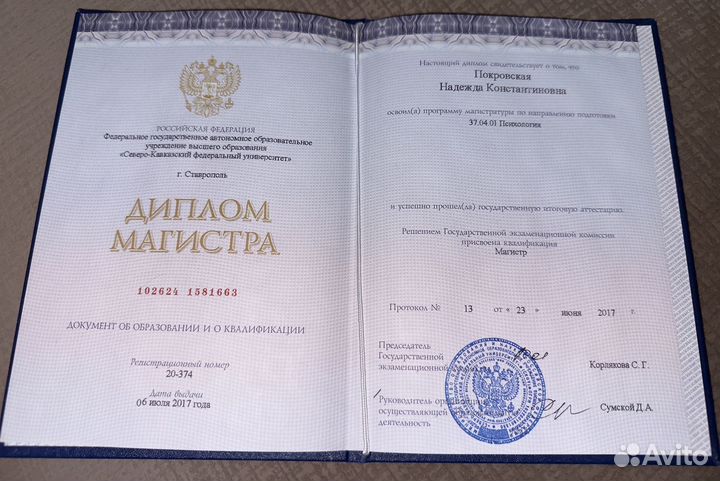 РОССИЙСКАЯ ФЕДЕРАЦИЯ
Федеральное государственное автономное образовательное
учреждение высшего образования
«Северо-Кавказский федеральный университет»
г. Ставрополь
ДИПЛОМ
МАГИСТРА
102624 1581663
ДОКУМЕНТ ОБ ОБРАЗОВАНИИ И О КВАЛИФИКАЦИИ
Регистрационный номер
20-374
Дата выдачи
06 июля 2017 года
Настоящий диплом свидетельствует о том, что
Покровская
Надежда Константиновна
освоил(а) программу магистратуры по направлению подготовки
37.04.01 Психология
и успешно прошел(ла) государственную итоговую аттестацию.
Решением Государственной экзаменационной комиссии
присвоена квалификация
Магистр
Протокол № 13 от « 23 » июня 2017 г.
Председатель
Государственной
экзаменационной
Корлякова С. Г.
Руководитель
осуществляющей
деятельность
Сумской Д.А.
Avito